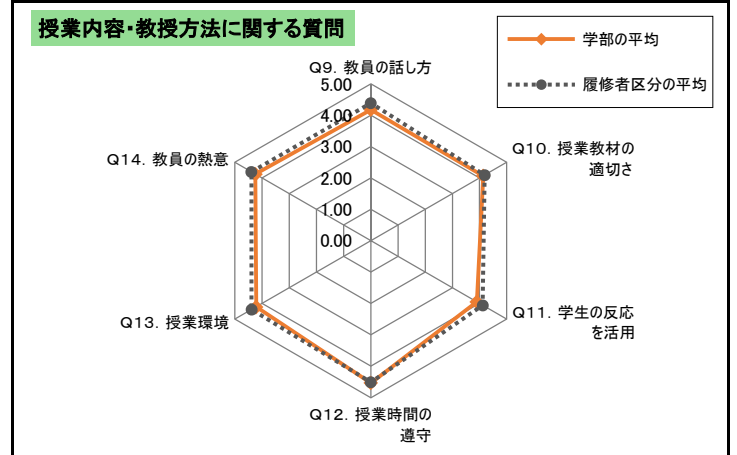 授業内容・教授方法に関する質問
学部の平均
履修者区分の平均
Q9. 教員の話し方
5.00
4.00
3.00
2.00
1.00
0.00
Q10. 授業教材の
適切さ
Q11. 学生の反応
を活用
Q12. 授業時間の
遵守
Q13. 授業環境
Q14. 教員の熱意